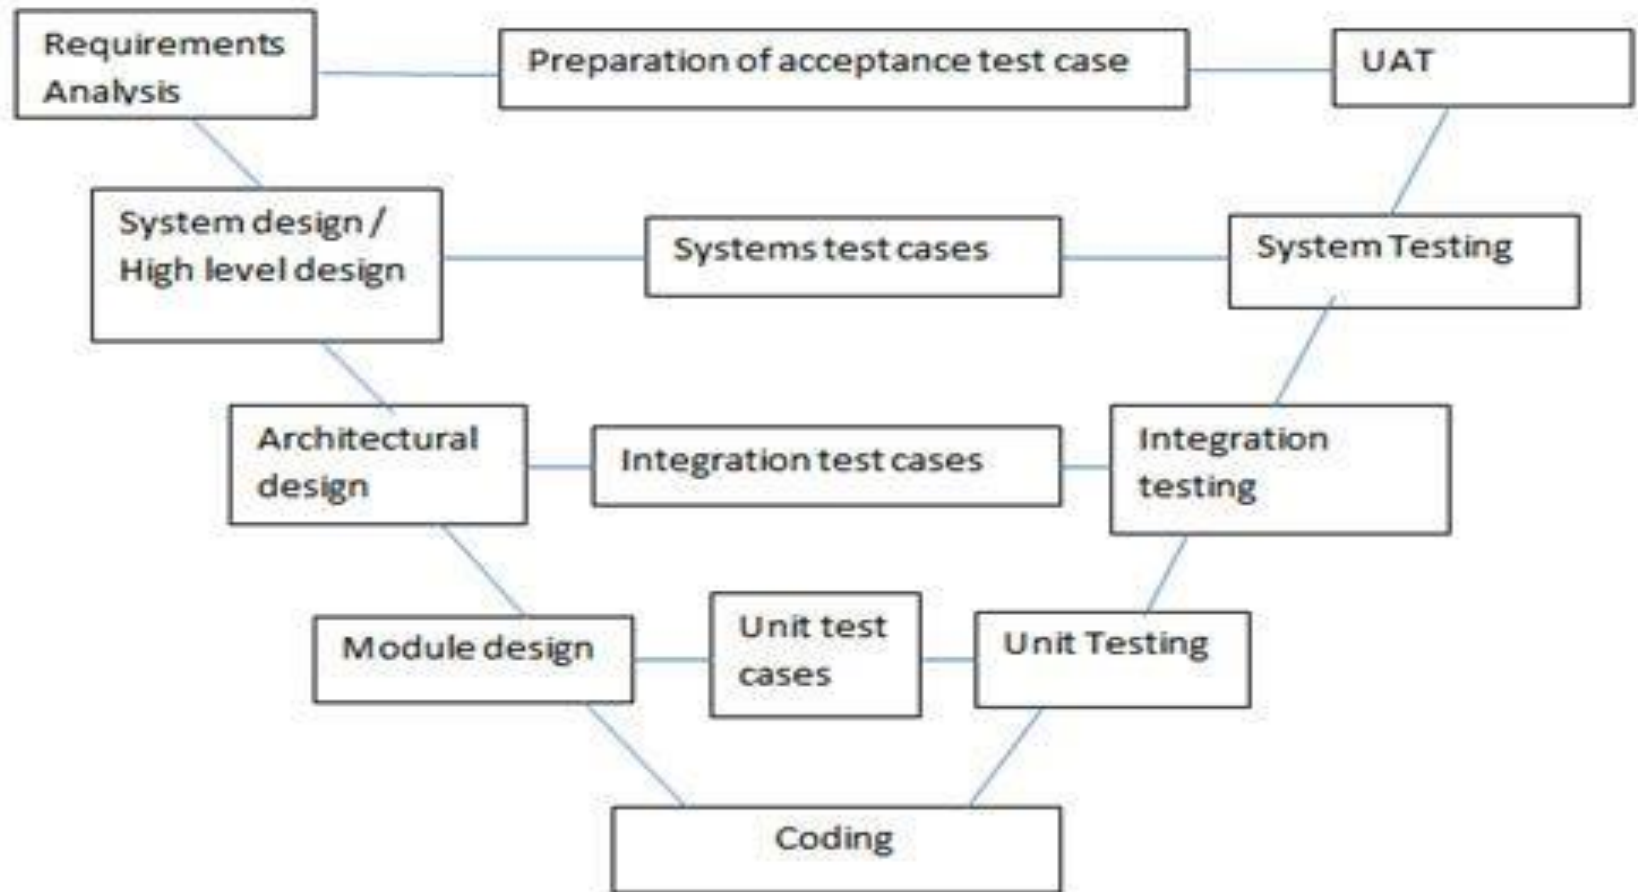 Requirements
Analysis
Preparation of acceptance test case
UAT
System design /
High level design
Systems test cases
System Testing
Architectural
design
Integration test cases
Integration
testing
Module design
Unit test
cases
Unit Testing
Coding